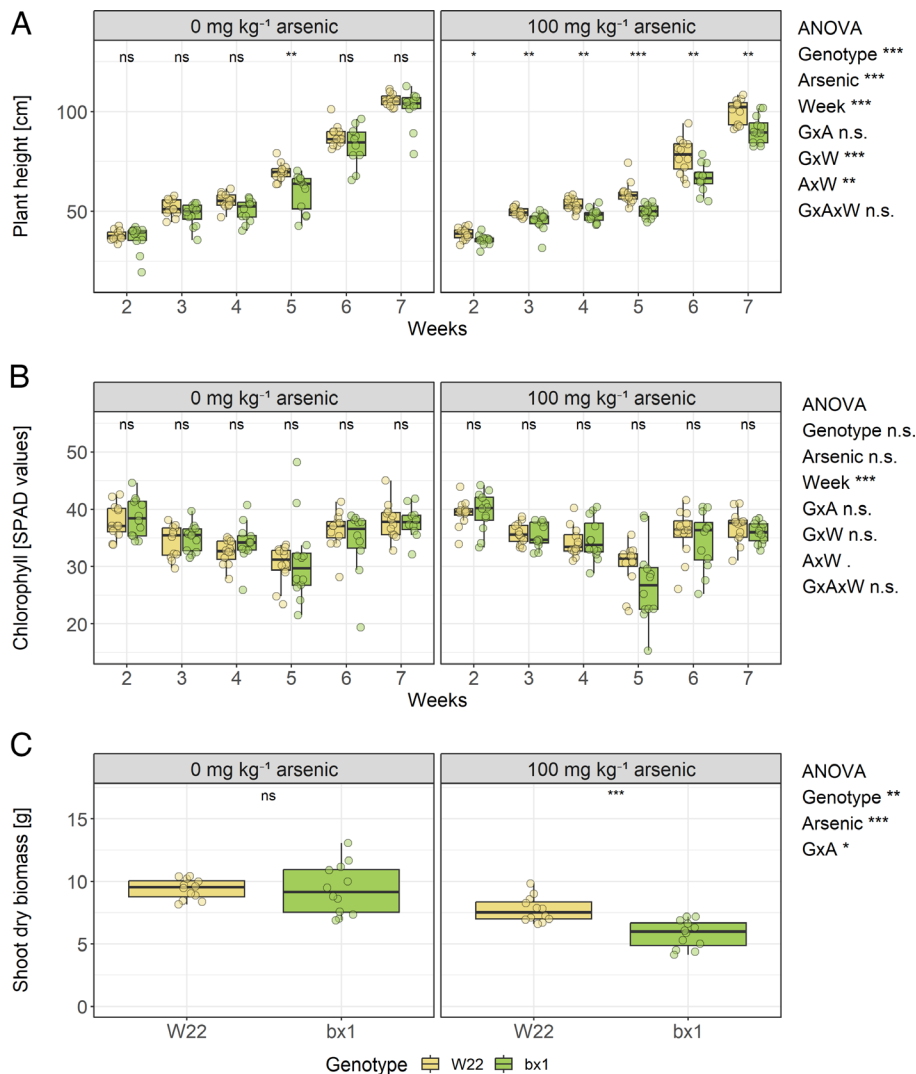 A
0 mg kg⁻¹ arsenic
100 mg kg⁻¹ arsenic
ns ns ns ** ns ns
* ** ** *** ** **
Plant height [cm]
100
50
2 3 4 5 6 7
2 3 4 5 6 7
Weeks
ANOVA
Genotype ***
Arsenic ***
Week ***
GxA n.s.
GxW ***
AxW **
GxAxW n.s.
B
0 mg kg⁻¹ arsenic
100 mg kg⁻¹ arsenic
ns ns ns ns ns ns
ns ns ns ns ns ns
Chlorophyll [SPAD values]
50
40
30
20
2 3 4 5 6 7
2 3 4 5 6 7
Weeks
ANOVA
Genotype n.s.
Arsenic n.s.
Week ***
GxA n.s.
GxW n.s.
AxW .
GxAxW n.s.
C
0 mg kg⁻¹ arsenic
100 mg kg⁻¹ arsenic
ns
***
Shoot dry biomass [g]
15
10
5
0
W22 bx1
W22 bx1
ANOVA
Genotype **
Arsenic ***
GxA *
Genotype W22 bx1